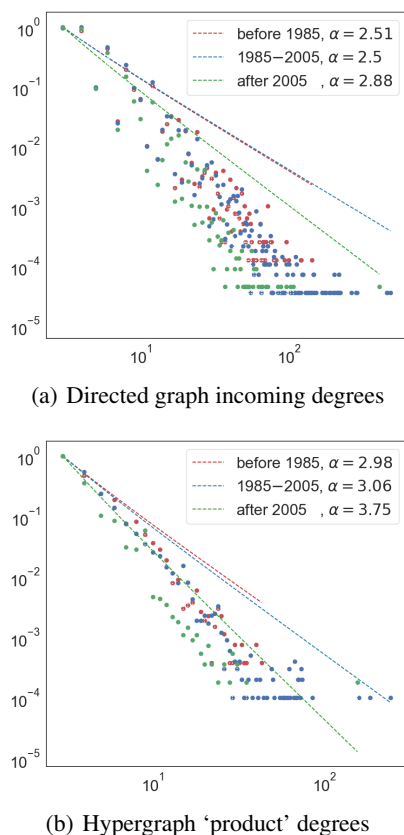 before 1985, α = 2.51
1985−2005, α = 2.5
after 2005 , α = 2.88
10^0
10^-1
10^-2
10^-3
10^-4
10^-5
10^1 10^2
(a) Directed graph incoming degrees
before 1985, α = 2.98
1985−2005, α = 3.06
after 2005 , α = 3.75
10^0
10^-1
10^-2
10^-3
10^-4
10^-5
10^1 10^2
(b) Hypergraph ‘product’ degrees